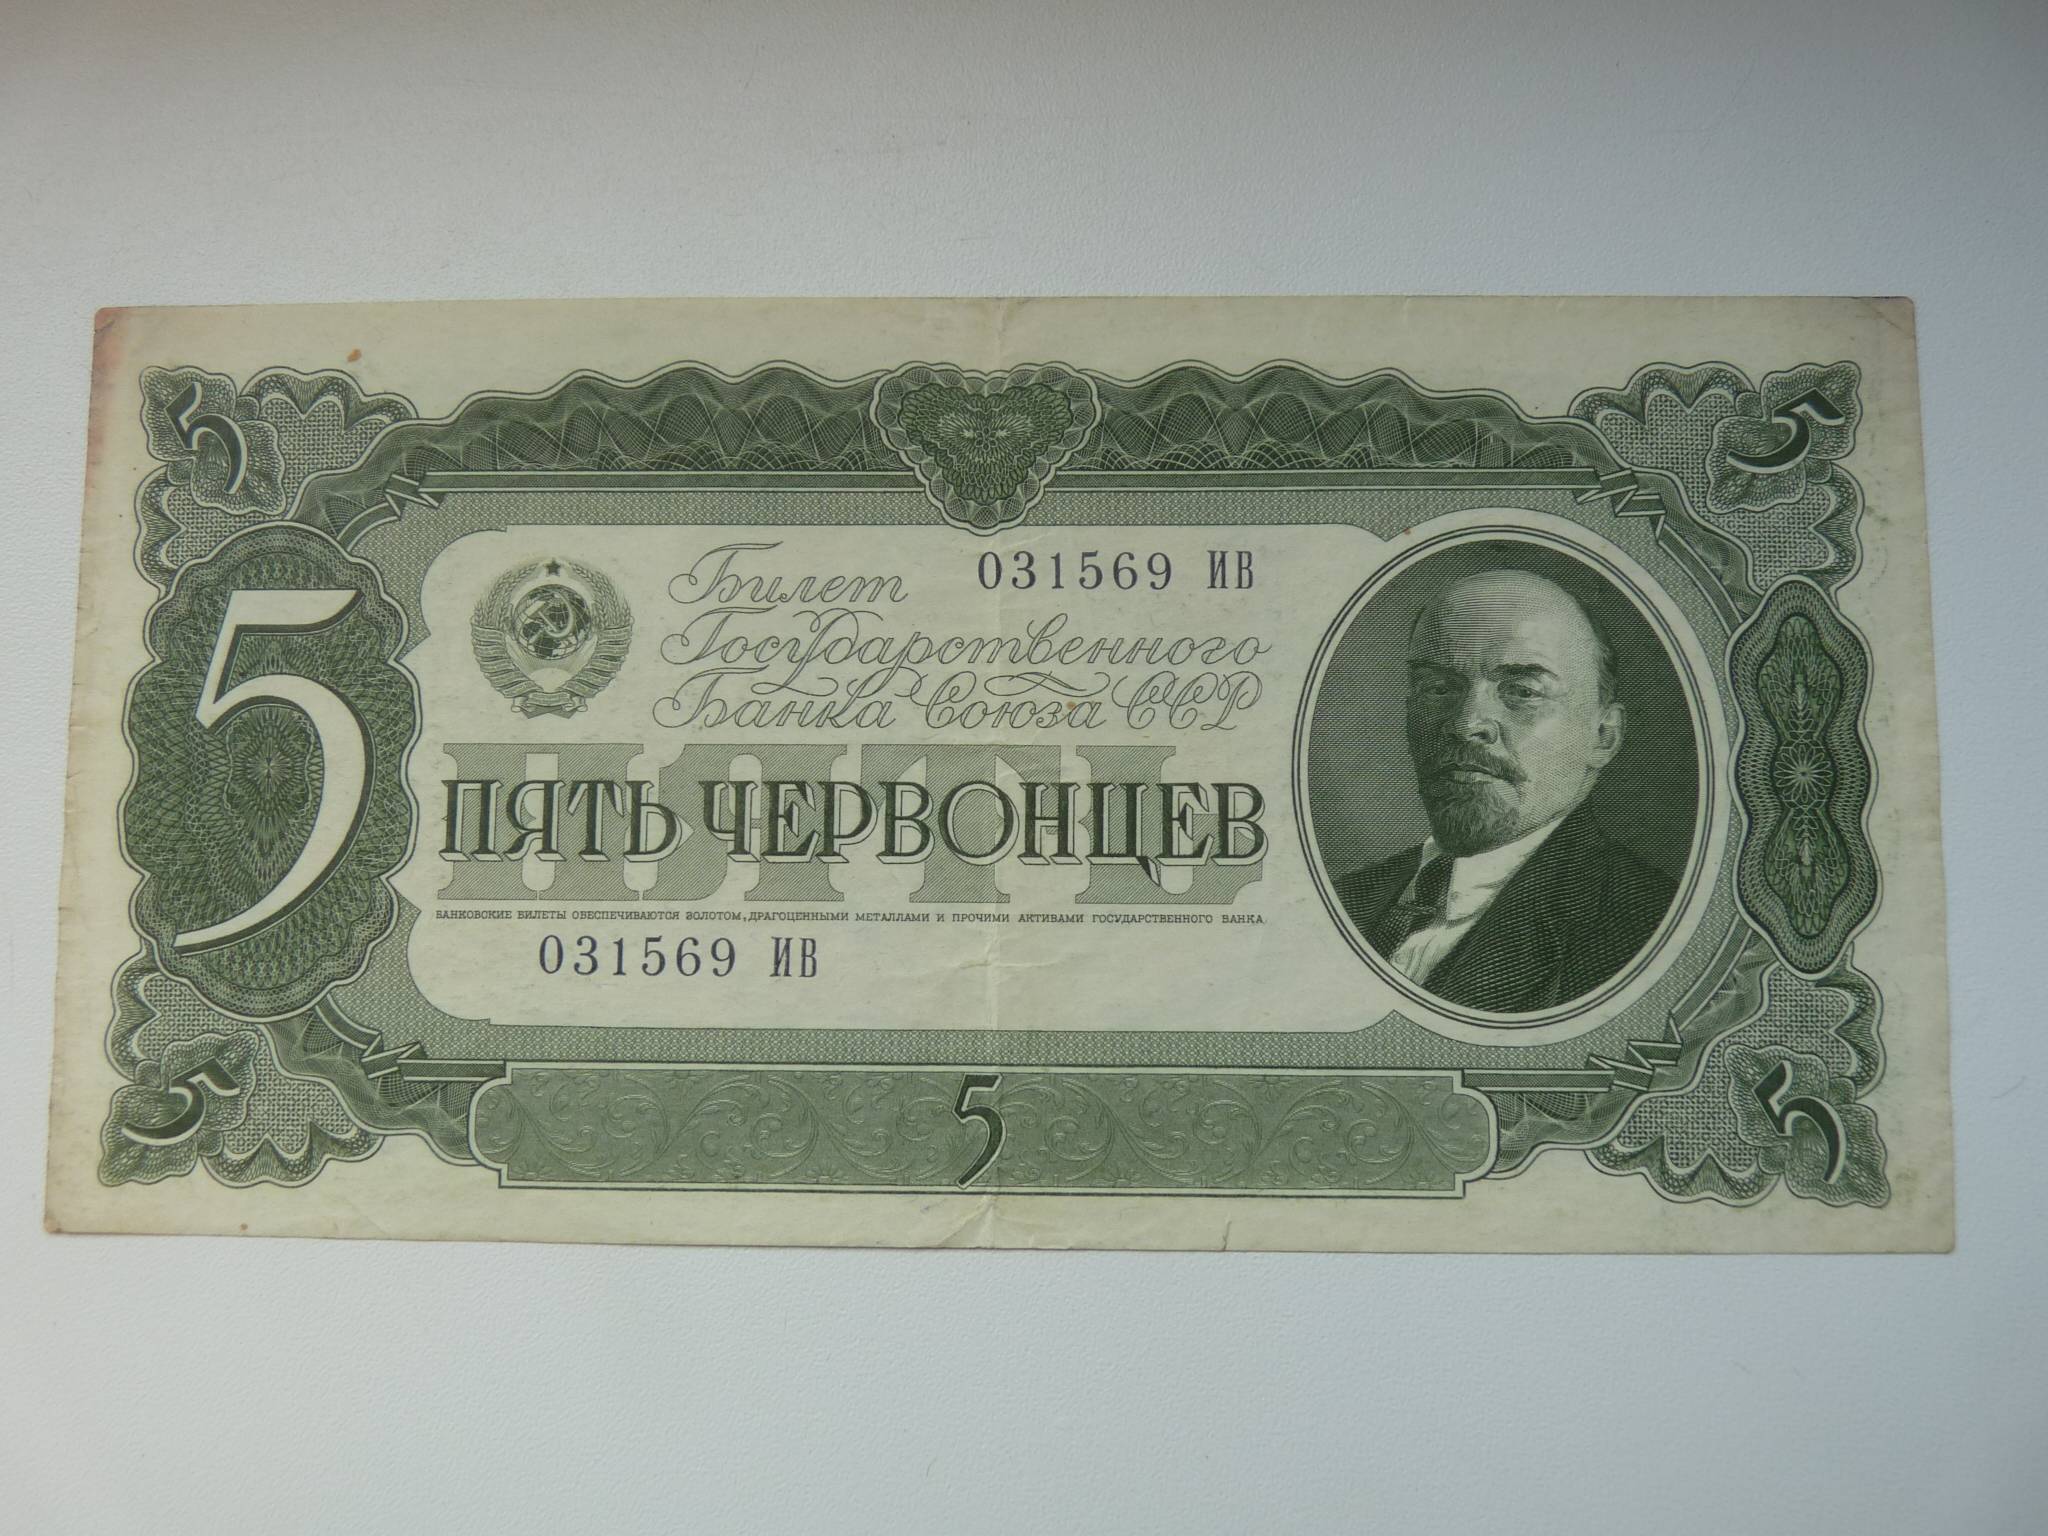 5 5
Билет 031569 ИВ
Государственного
Банка Союза ССР
5
ПЯТЬ
ПЯТЬ ЧЕРВОНЦЕВ
БАНКОВСКИЕ БИЛЕТЫ ОБЕСПЕЧИВАЮТСЯ ЗОЛОТОМ, ДРАГОЦЕННЫМИ МЕТАЛЛАМИ И ПРОЧИМИ АКТИВАМИ ГОСУДАРСТВЕННОГО БАНКА
031569 ИВ
5 5 5